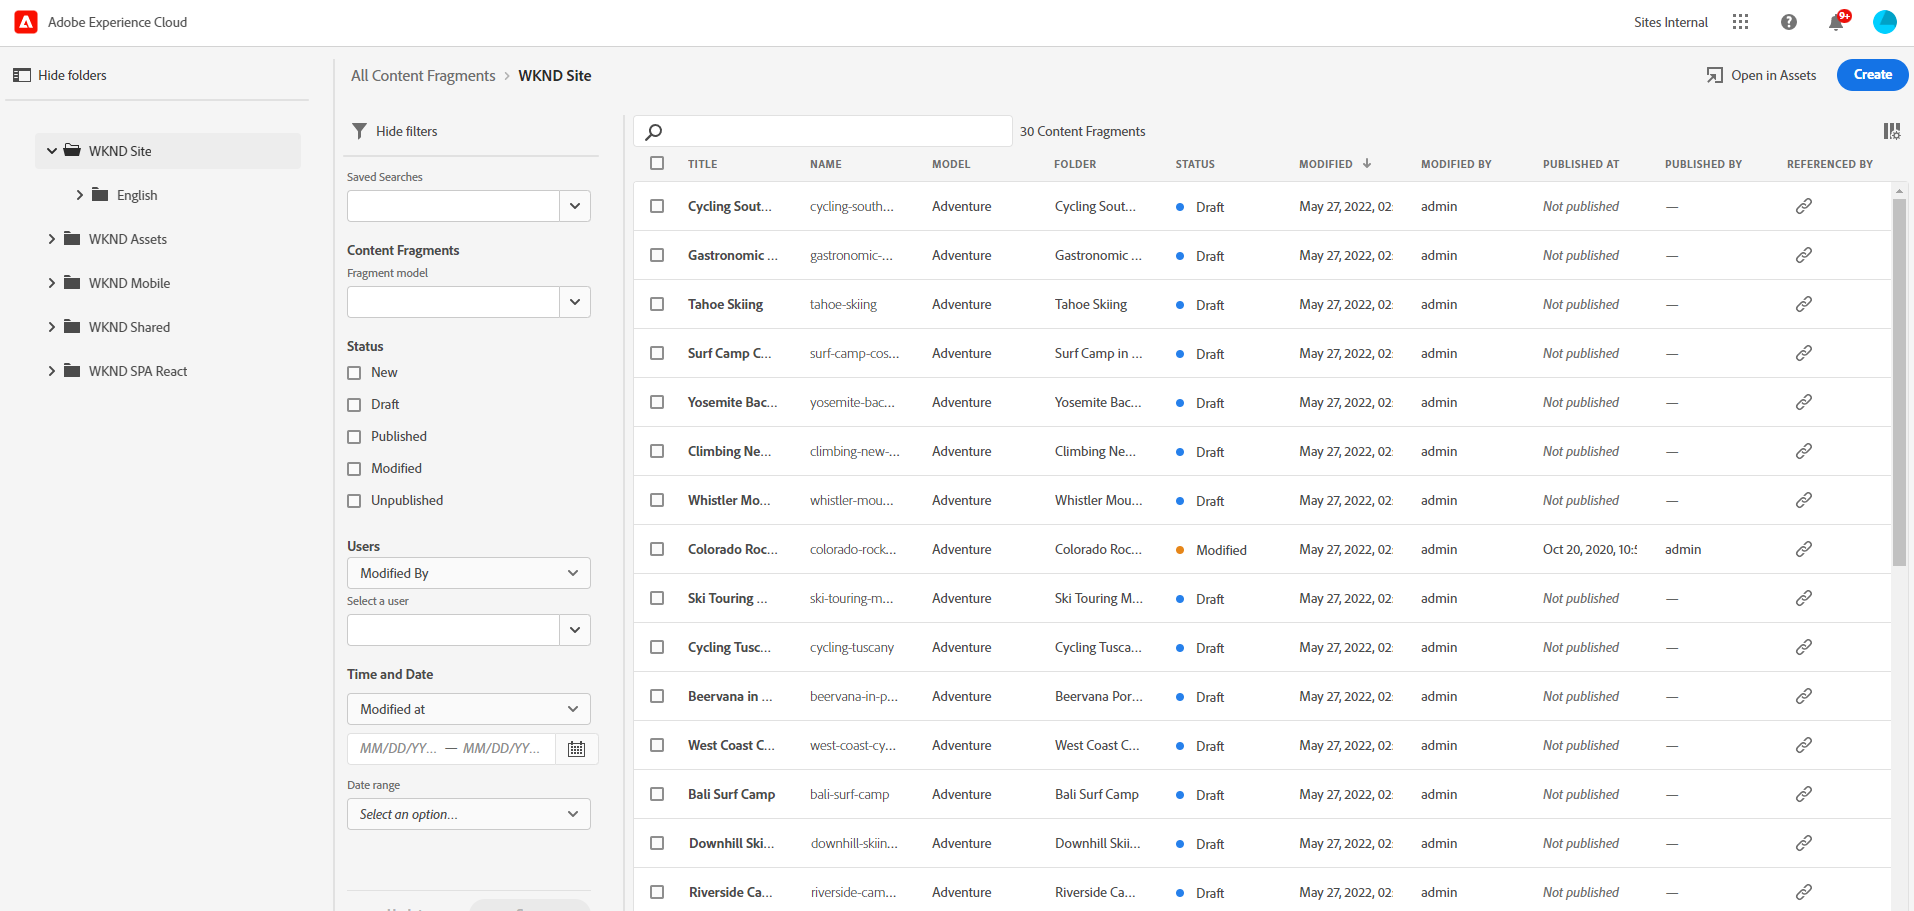 Adobe Experience Cloud
Sites Internal
9+
Hide folders
WKND Site
English
WKND Assets
WKND Mobile
WKND Shared
WKND SPA React
All Content Fragments › WKND Site
Open in Assets
Create
Hide filters
Saved Searches
Content Fragments
Fragment model
Status
New
Draft
Published
Modified
Unpublished
Users
Modified By
Select a user
Time and Date
Modified at
MM/DD/YY... — MM/DD/YY...
Date range
Select an option...
30 Content Fragments
TITLE NAME MODEL FOLDER STATUS MODIFIED MODIFIED BY PUBLISHED AT PUBLISHED BY REFERENCED BY
Cycling Sout... cycling-south... Adventure Cycling Sout... Draft May 27, 2022, 02: admin Not published —
Gastronomic ... gastronomic-... Adventure Gastronomic ... Draft May 27, 2022, 02: admin Not published —
Tahoe Skiing tahoe-skiing Adventure Tahoe Skiing Draft May 27, 2022, 02: admin Not published —
Surf Camp C... surf-camp-cos... Adventure Surf Camp in ... Draft May 27, 2022, 02: admin Not published —
Yosemite Bac... yosemite-bac... Adventure Yosemite Bac... Draft May 27, 2022, 02: admin Not published —
Climbing Ne... climbing-new-... Adventure Climbing Ne... Draft May 27, 2022, 02: admin Not published —
Whistler Mo... whistler-mou... Adventure Whistler Mou... Draft May 27, 2022, 02: admin Not published —
Colorado Roc... colorado-rock... Adventure Colorado Roc... Modified May 27, 2022, 02: admin Oct 20, 2020, 10: admin
Ski Touring ... ski-touring-m... Adventure Ski Touring M... Draft May 27, 2022, 02: admin Not published —
Cycling Tusc... cycling-tuscany Adventure Cycling Tusca... Draft May 27, 2022, 02: admin Not published —
Beervana in ... beervana-in-p... Adventure Beervana Por... Draft May 27, 2022, 02: admin Not published —
West Coast C... west-coast-cy... Adventure West Coast C... Draft May 27, 2022, 02: admin Not published —
Bali Surf Camp bali-surf-camp Adventure Bali Surf Camp Draft May 27, 2022, 02: admin Not published —
Downhill Ski... downhill-skiin... Adventure Downhill Skii... Draft May 27, 2022, 02: admin Not published —
Riverside Ca... riverside-cam... Adventure Riverside Ca... Draft May 27, 2022, 02: admin Not published —